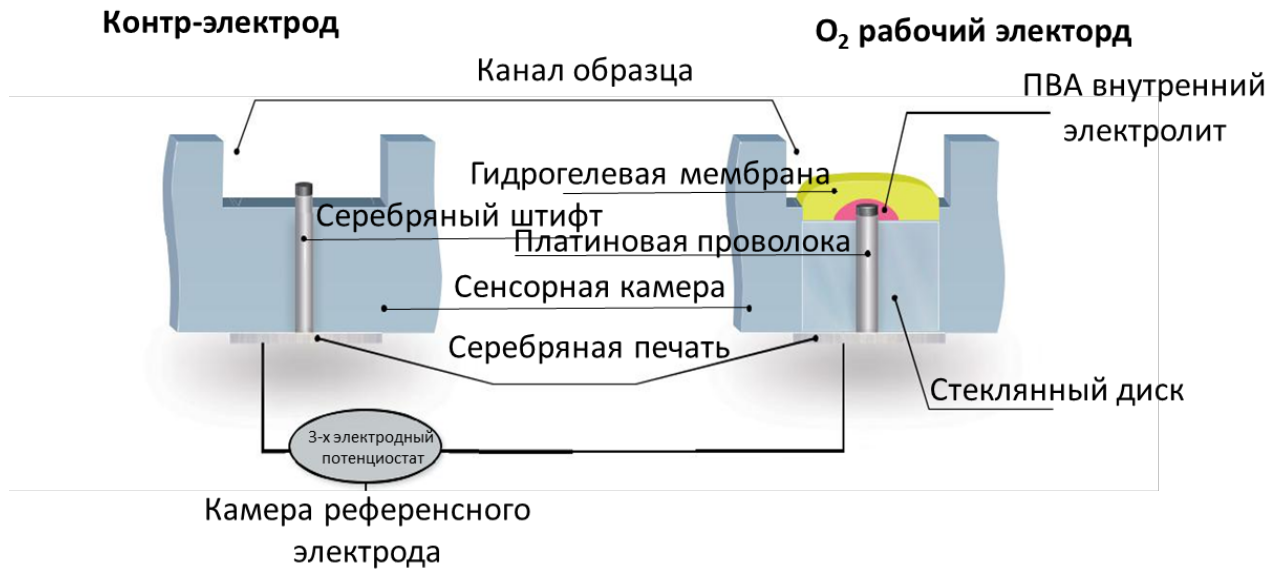 Контр-электрод
O₂ рабочий электорд
Канал образца
ПВА внутренний
электролит
Гидрогелевая мембрана
Серебряный штифт
Платиновая проволока
Сенсорная камера
Серебряная печать
Стеклянный диск
3-х электродный
потенциостат
Камера референсного
электрода